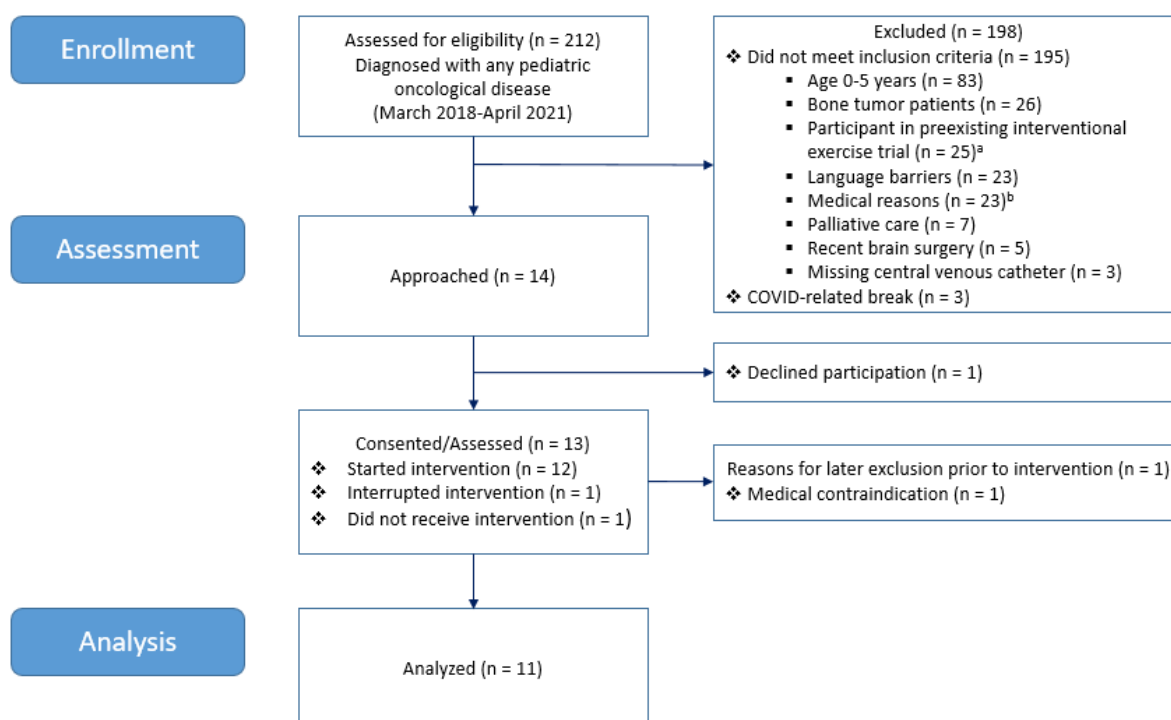 Enrollment
Assessed for eligibility (n = 212)
Diagnosed with any pediatric
oncological disease
(March 2018-April 2021)
Excluded (n = 198)
❖ Did not meet inclusion criteria (n = 195)
▪ Age 0-5 years (n = 83)
▪ Bone tumor patients (n = 26)
▪ Participant in preexisting interventional
exercise trial (n = 25)ᵃ
▪ Language barriers (n = 23)
▪ Medical reasons (n = 23)ᵇ
▪ Palliative care (n = 7)
▪ Recent brain surgery (n = 5)
▪ Missing central venous catheter (n = 3)
❖ COVID-related break (n = 3)
Assessment
Approached (n = 14)
❖ Declined participation (n = 1)
Consented/Assessed (n = 13)
❖ Started intervention (n = 12)
❖ Interrupted intervention (n = 1)
❖ Did not receive intervention (n = 1)
Reasons for later exclusion prior to intervention (n = 1)
❖ Medical contraindication (n = 1)
Analysis
Analyzed (n = 11)